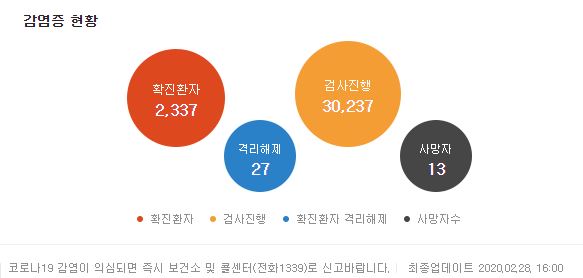 감염증 현황
확진환자
2,337
검사진행
30,237
격리해제
27
사망자
13
확진환자 검사진행 확진환자 격리해제 사망자수
코로나19 감염이 의심되면 즉시 보건소 및 콜센터(전화1339)로 신고바랍니다. 최종업데이트 2020.02.28. 16:00